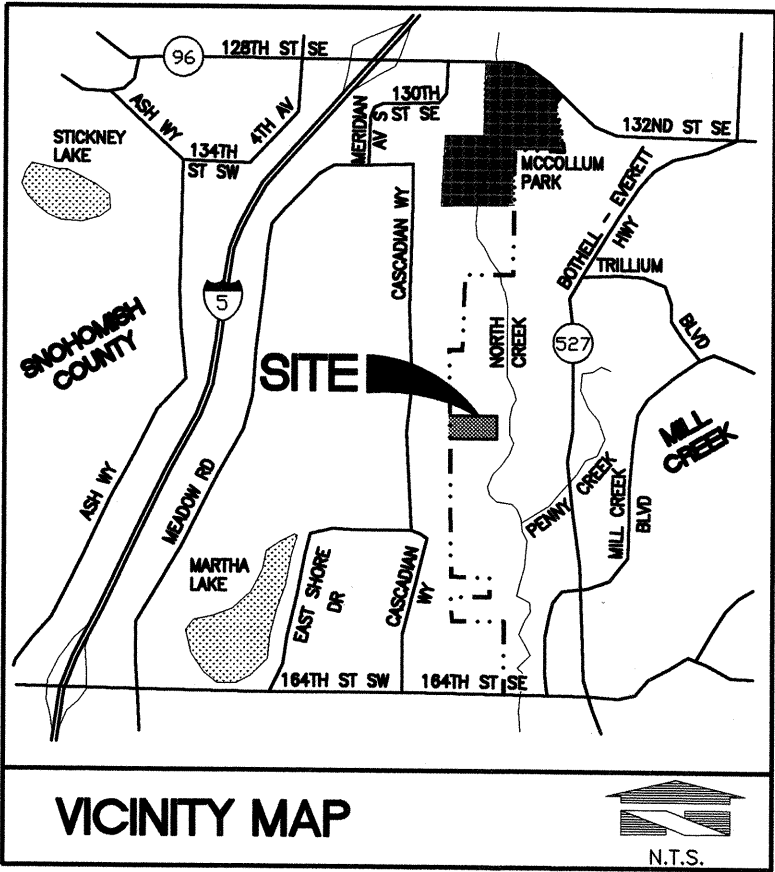 96
128TH ST SE
ASH WY
4TH AV
130TH
ST SE
MERIDIAN
AV S
132ND ST SE
STICKNEY
LAKE
134TH
ST SW
MCCOLLUM
PARK
BOTHELL - EVERETT
HWY
CASCADIAN WY
TRILLIUM
BLVD
5
SNOHOMISH
COUNTY
NORTH
CREEK
527
SITE
MILL
CREEK
ASH WY
MEADOW RD
PENNY CREEK
MILL CREEK
BLVD
MARTHA
LAKE
EAST SHORE
DR
CASCADIAN
WY
164TH ST SW
164TH ST SE
VICINITY MAP
N.T.S.